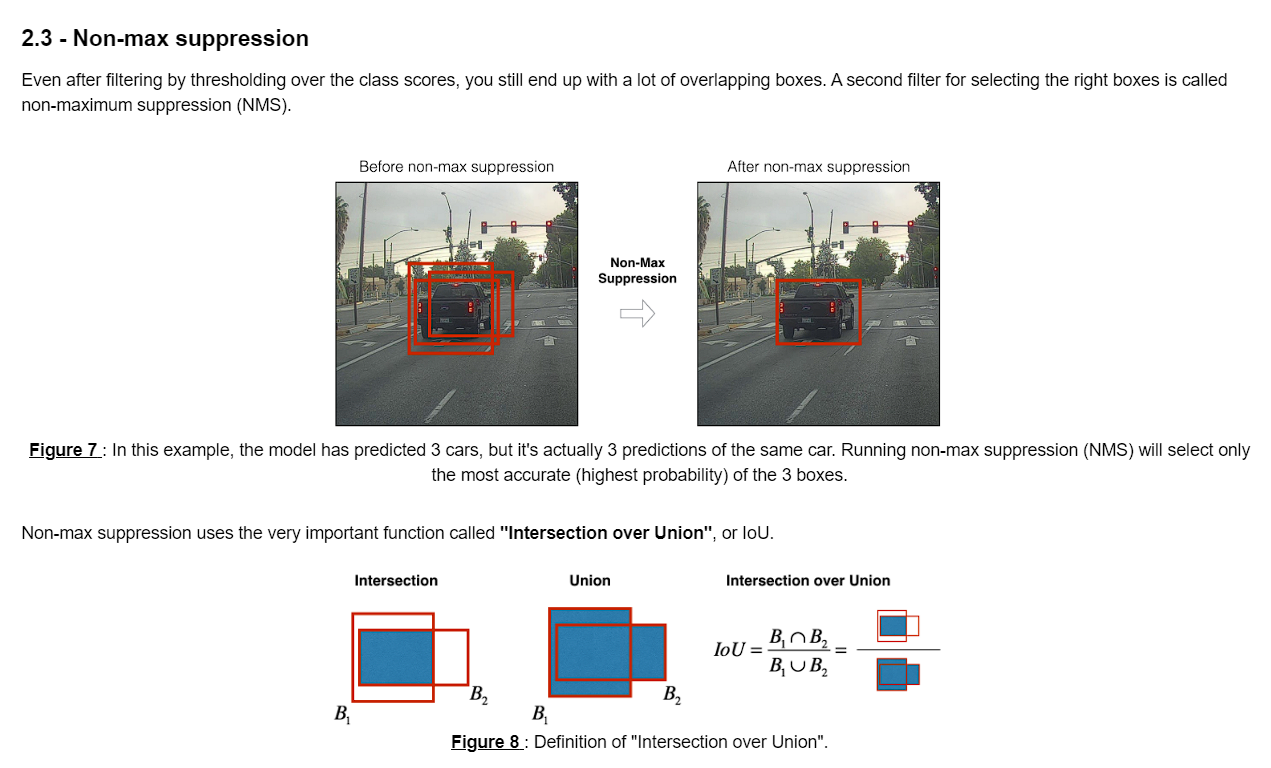 2.3 - Non-max suppression
Even after filtering by thresholding over the class scores, you still end up with a lot of overlapping boxes. A second filter for selecting the right boxes is called
non-maximum suppression (NMS).
Before non-max suppression
After non-max suppression
Non-Max
Suppression
Figure 7 : In this example, the model has predicted 3 cars, but it's actually 3 predictions of the same car. Running non-max suppression (NMS) will select only
the most accurate (highest probability) of the 3 boxes.
Non-max suppression uses the very important function called "Intersection over Union", or IoU.
Intersection
Union
Intersection over Union
B₁
B₂
B₁
B₂
IoU = B₁ ∩ B₂ / B₁ ∪ B₂ =
Figure 8 : Definition of "Intersection over Union".